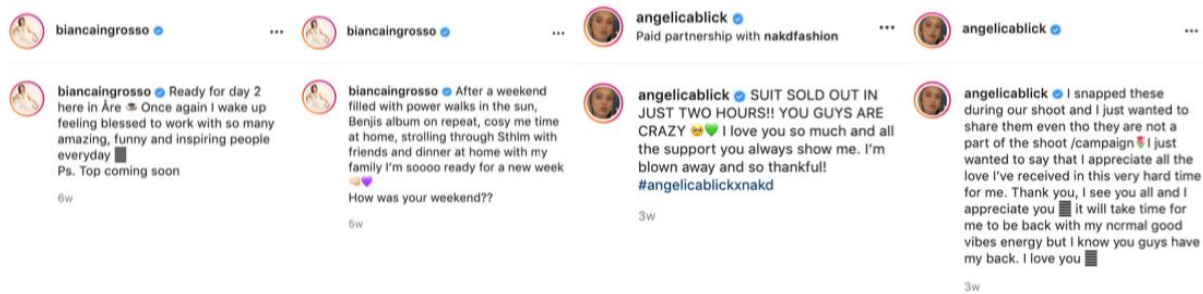 biancaingrosso
...
biancaingrosso Ready for day 2
here in Åre ☕ Once again I wake up
feeling blessed to work with so many
amazing, funny and inspiring people
everyday
Ps. Top coming soon
6w
biancaingrosso
...
biancaingrosso After a weekend
filled with power walks in the sun,
Benjis album on repeat, cosy me time
at home, strolling through Sthlm with
friends and dinner at home with my
family I'm soooo ready for a new week
💜
How was your weekend??
6w
angelicablick
Paid partnership with nakdfashion
...
angelicablick SUIT SOLD OUT IN
JUST TWO HOURS!! YOU GUYS ARE
CRAZY 🥺💚 I love you so much and all
the support you always show me. I'm
blown away and so thankful!
#angelicablickxnakd
3w
angelicablick
...
angelicablick I snapped these
during our shoot and I just wanted to
share them even tho they are not a
part of the shoot /campaign🌷I just
wanted to say that I appreciate all the
love I've received in this very hard time
for me. Thank you, I see you all and I
appreciate you it will take time for
me to be back with my normal good
vibes energy but I know you guys have
my back. I love you
3w